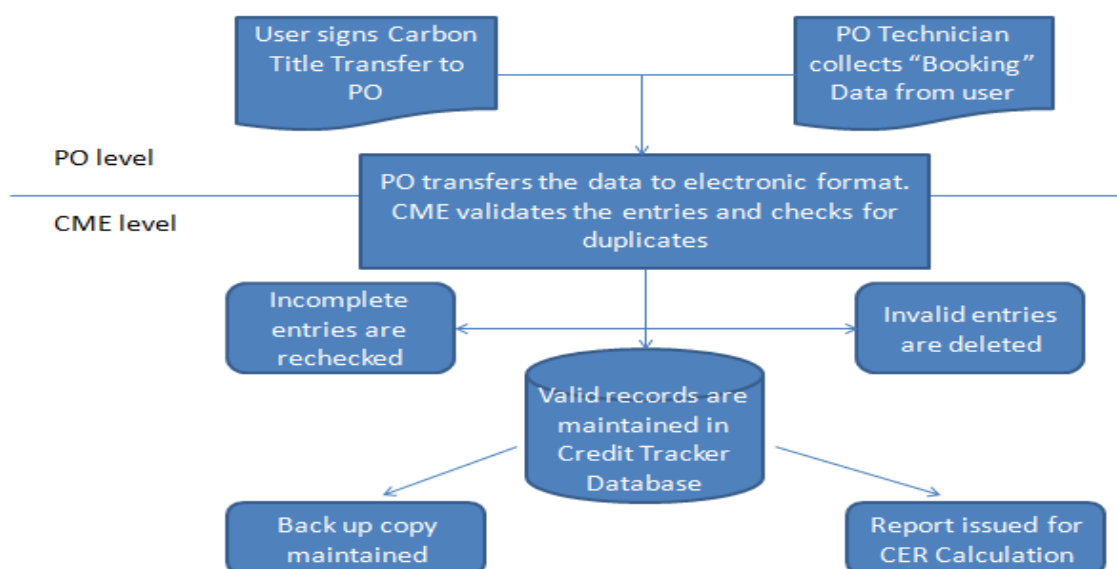 User signs Carbon
Title Transfer to
PO
PO Technician
collects “Booking”
Data from user
PO level
PO transfers the data to electronic format.
CME validates the entries and checks for
duplicates
CME level
Incomplete
entries are
rechecked
Invalid entries
are deleted
Valid records are
maintained in
Credit Tracker
Database
Back up copy
maintained
Report issued for
CER Calculation